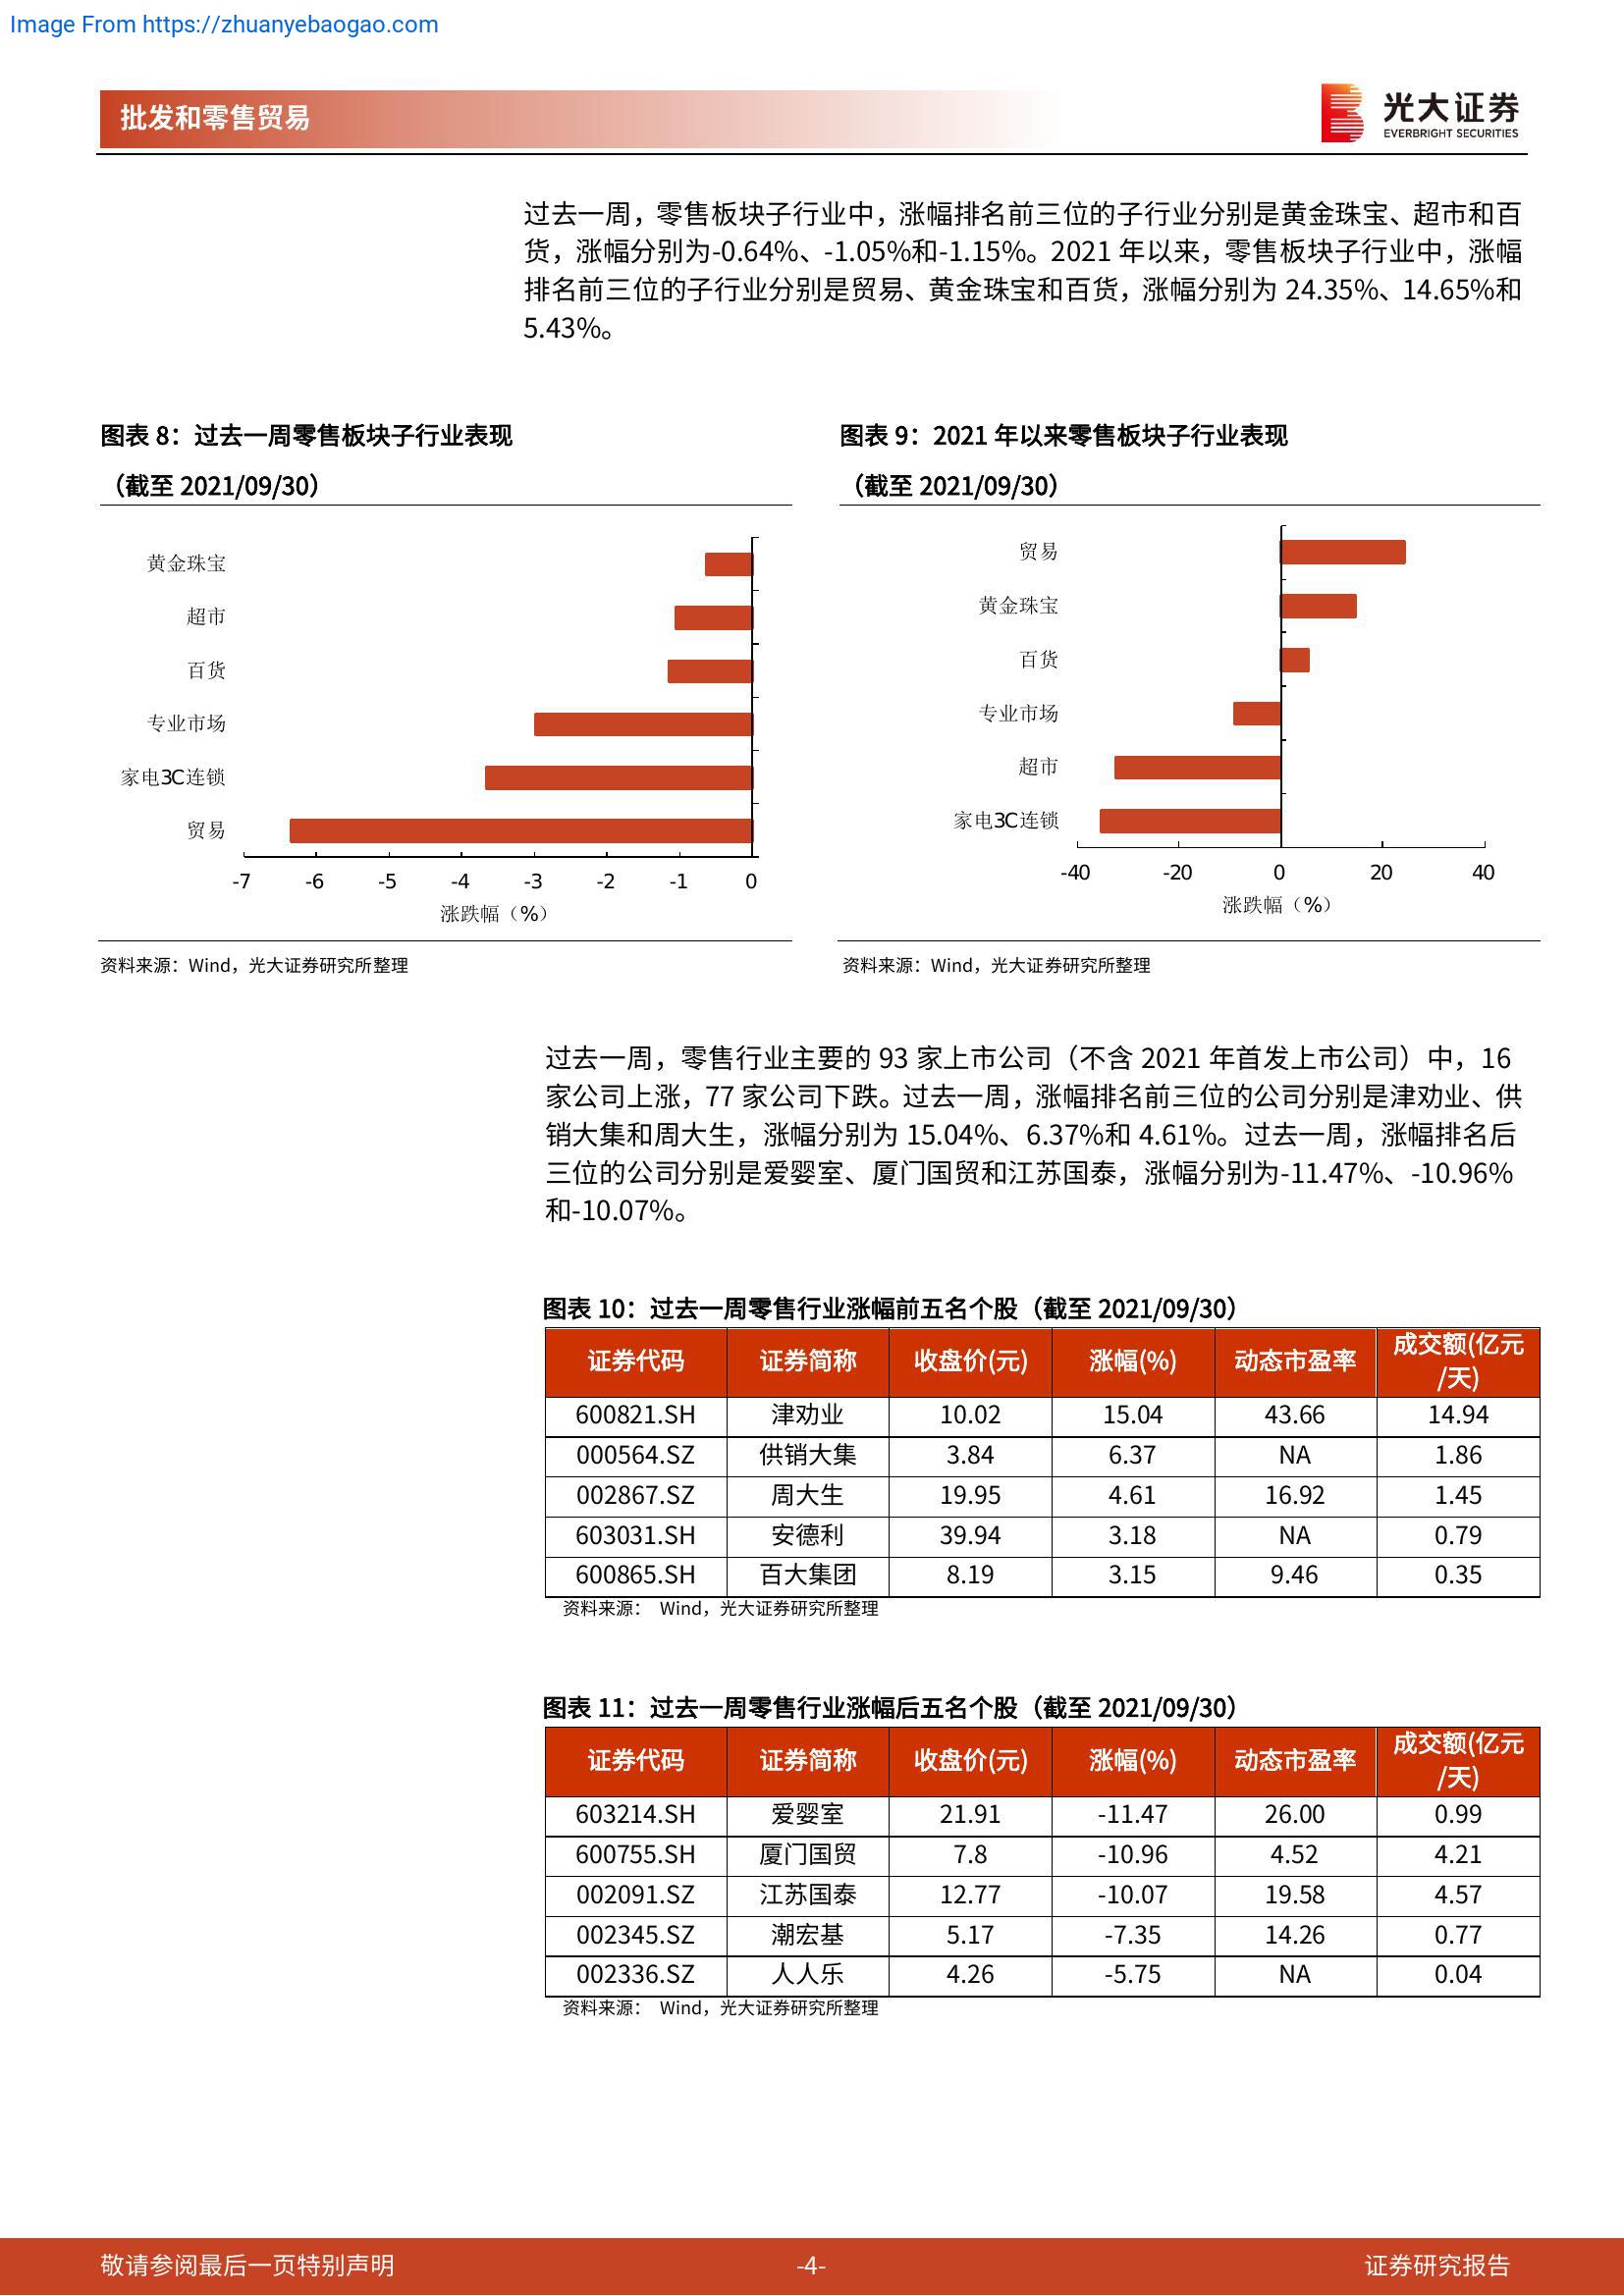 Image From https://zhuanyebaogao.com
批发和零售贸易
光大证券
EVERBRIGHT SECURITIES
过去一周，零售板块子行业中，涨幅排名前三位的子行业分别是黄金珠宝、超市和百
货，涨幅分别为-0.64%、-1.05%和-1.15%。2021 年以来，零售板块子行业中，涨幅
排名前三位的子行业分别是贸易、黄金珠宝和百货，涨幅分别为 24.35%、14.65%和
5.43%。
图表 8：过去一周零售板块子行业表现
（截至 2021/09/30）
黄金珠宝
超市
百货
专业市场
家电3C连锁
贸易
-7 -6 -5 -4 -3 -2 -1 0
涨跌幅（%）
资料来源：Wind，光大证券研究所整理
图表 9：2021 年以来零售板块子行业表现
（截至 2021/09/30）
贸易
黄金珠宝
百货
专业市场
超市
家电3C连锁
-40 -20 0 20 40
涨跌幅（%）
资料来源：Wind，光大证券研究所整理
过去一周，零售行业主要的 93 家上市公司（不含 2021 年首发上市公司）中，16
家公司上涨，77 家公司下跌。过去一周，涨幅排名前三位的公司分别是津劝业、供
销大集和周大生，涨幅分别为 15.04%、6.37%和 4.61%。过去一周，涨幅排名后
三位的公司分别是爱婴室、厦门国贸和江苏国泰，涨幅分别为-11.47%、-10.96%
和-10.07%。
图表 10：过去一周零售行业涨幅前五名个股（截至 2021/09/30）
证券代码 证券简称 收盘价(元) 涨幅(%) 动态市盈率 成交额(亿元
/天)
600821.SH 津劝业 10.02 15.04 43.66 14.94
000564.SZ 供销大集 3.84 6.37 NA 1.86
002867.SZ 周大生 19.95 4.61 16.92 1.45
603031.SH 安德利 39.94 3.18 NA 0.79
600865.SH 百大集团 8.19 3.15 9.46 0.35
资料来源： Wind，光大证券研究所整理
图表 11：过去一周零售行业涨幅后五名个股（截至 2021/09/30）
证券代码 证券简称 收盘价(元) 涨幅(%) 动态市盈率 成交额(亿元
/天)
603214.SH 爱婴室 21.91 -11.47 26.00 0.99
600755.SH 厦门国贸 7.8 -10.96 4.52 4.21
002091.SZ 江苏国泰 12.77 -10.07 19.58 4.57
002345.SZ 潮宏基 5.17 -7.35 14.26 0.77
002336.SZ 人人乐 4.26 -5.75 NA 0.04
资料来源： Wind，光大证券研究所整理
敬请参阅最后一页特别声明 -4- 证券研究报告